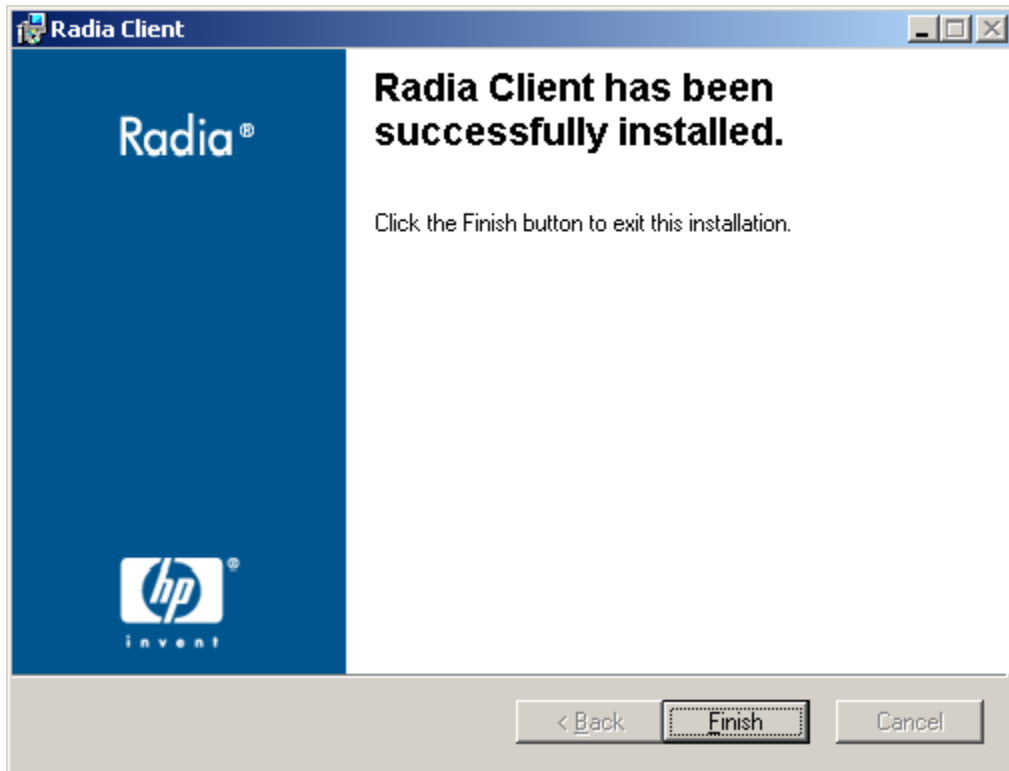 Radia Client
Radia®
Radia Client has been
successfully installed.
Click the Finish button to exit this installation.
hp®
invent
< Back
Finish
Cancel